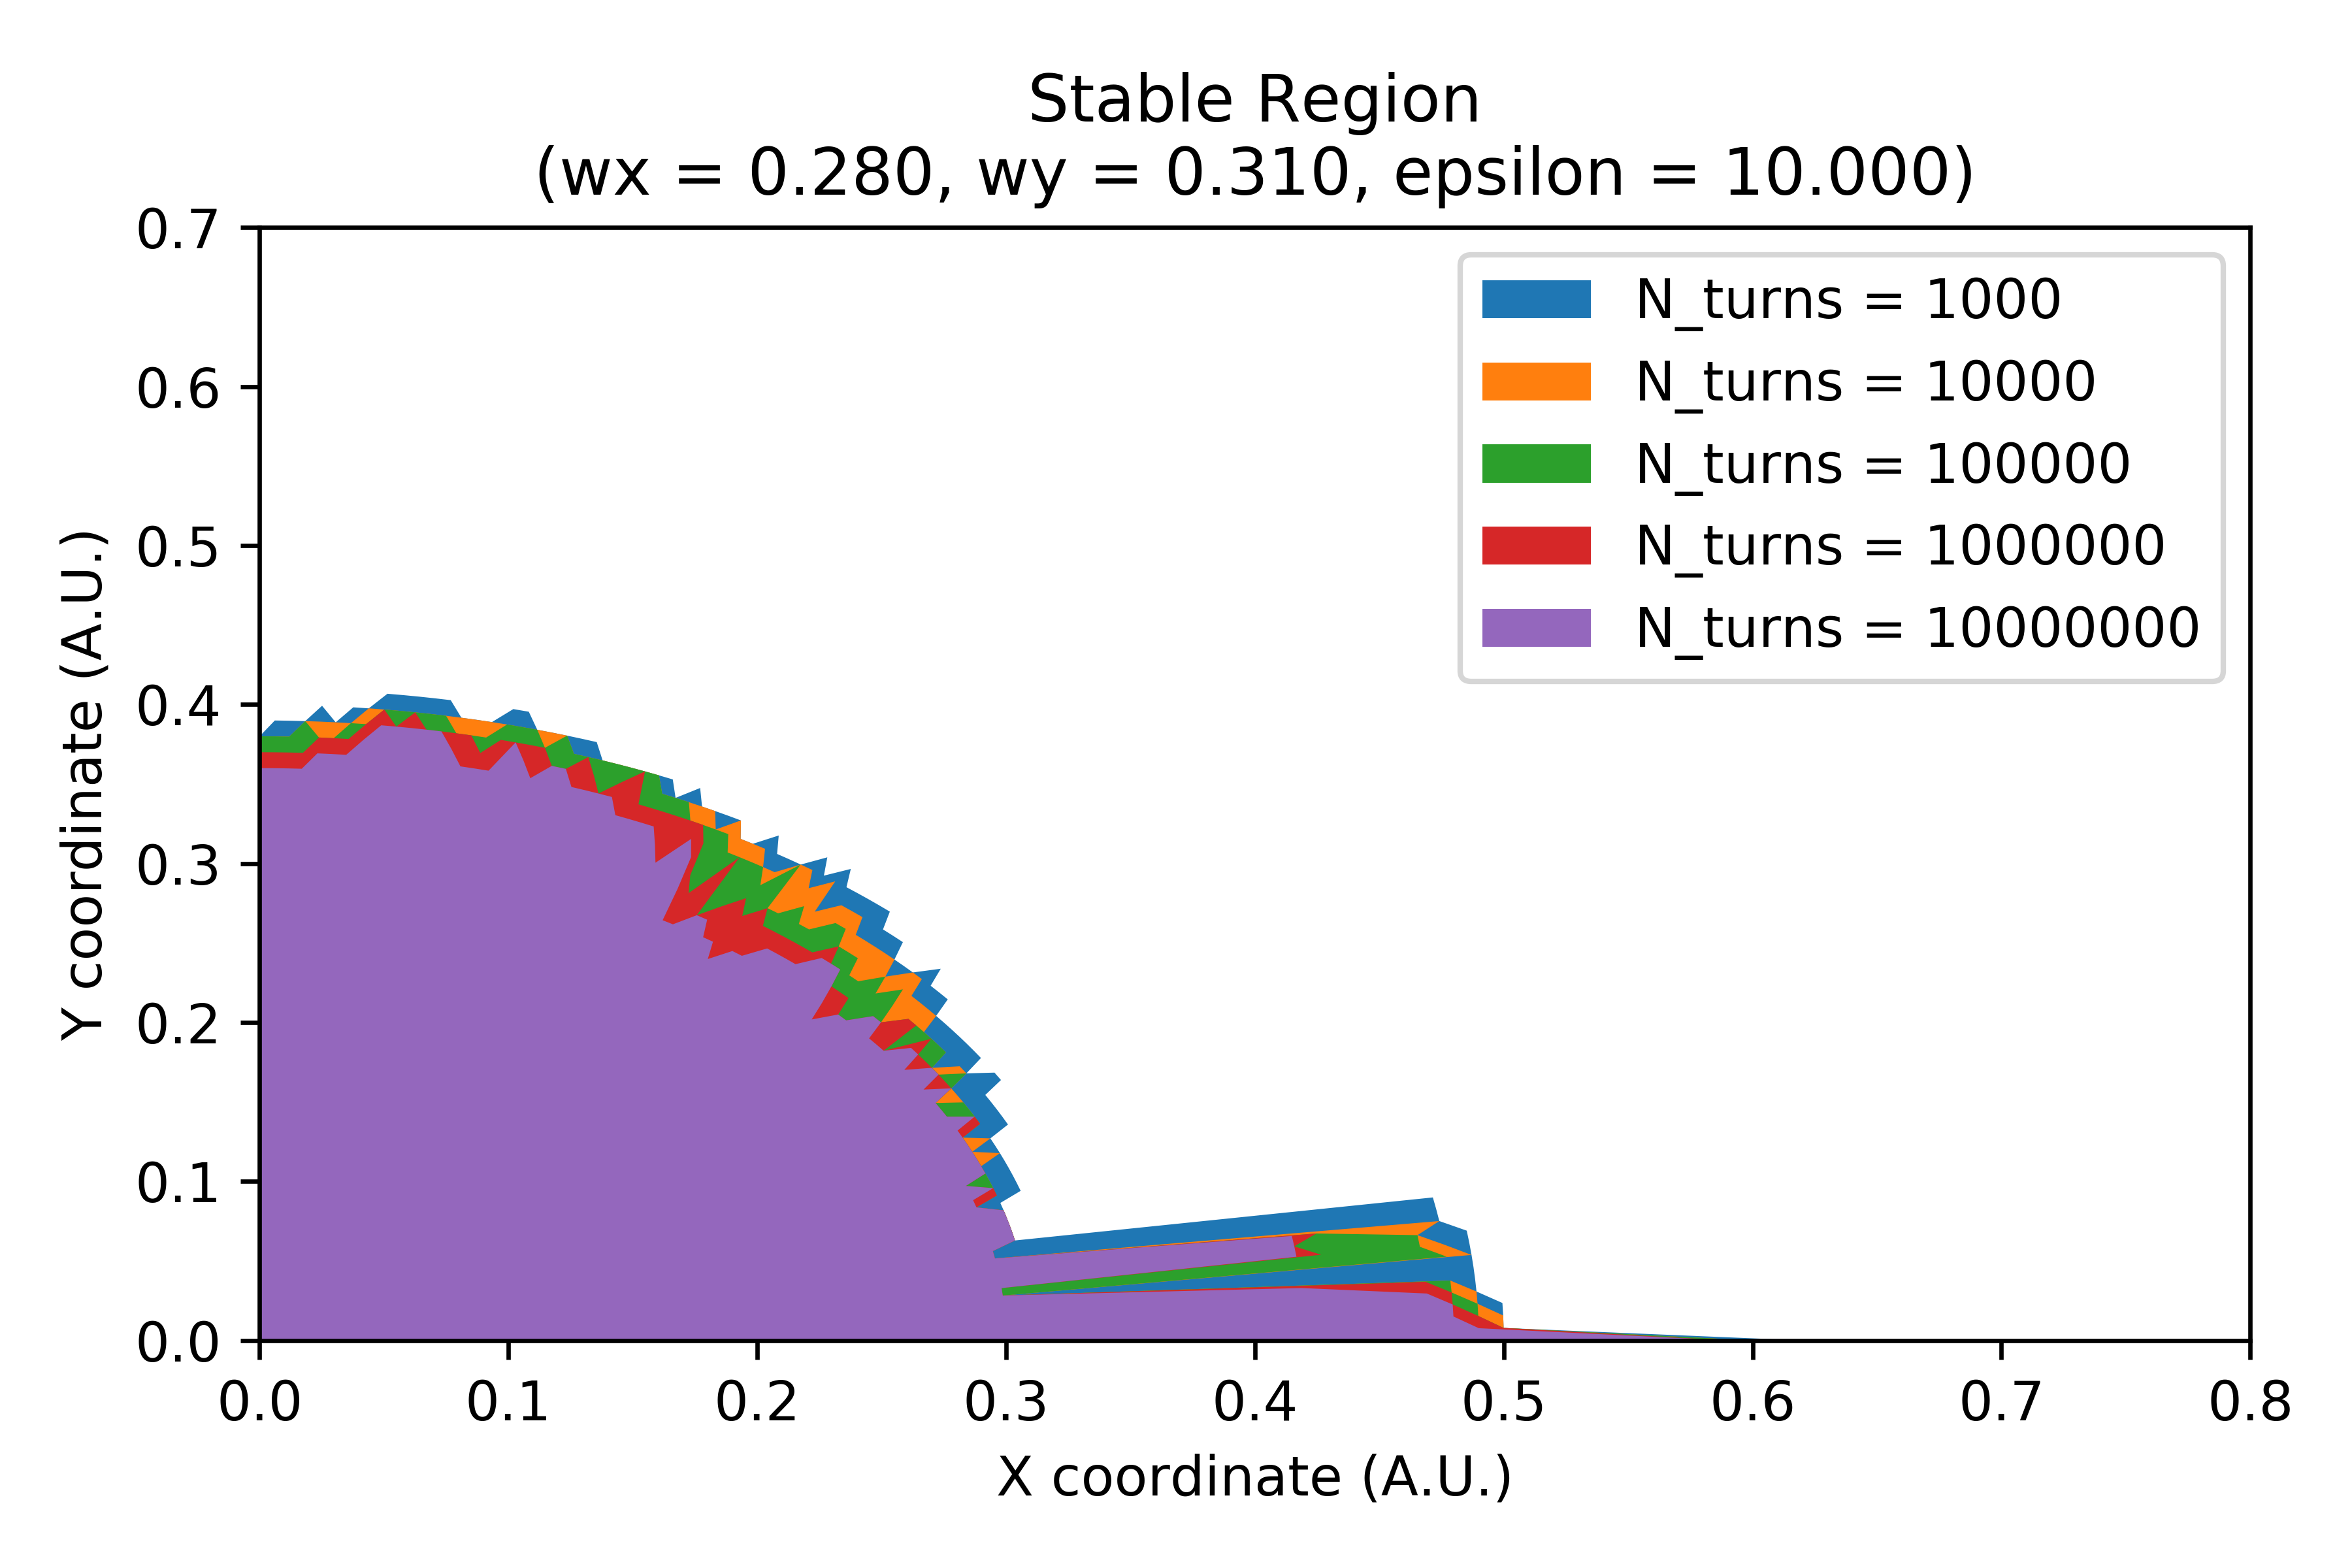 Stable Region
(wx = 0.280, wy = 0.310, epsilon = 10.000)
0.7
0.6
0.5
0.4
0.3
0.2
0.1
0.0
Y coordinate (A.U.)
N_turns = 1000
N_turns = 10000
N_turns = 100000
N_turns = 1000000
N_turns = 10000000
0.0 0.1 0.2 0.3 0.4 0.5 0.6 0.7 0.8
X coordinate (A.U.)